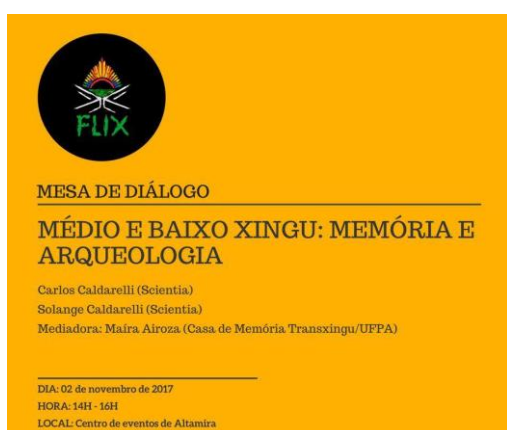 FLIX
MESA DE DIÁLOGO
MÉDIO E BAIXO XINGU: MEMÓRIA E
ARQUEOLOGIA
Carlos Caldarelli (Scientia)
Solange Caldarelli (Scientia)
Mediadora: Maíra Airoza (Casa de Memória Transxingu/UFPA)
DIA: 02 de novembro de 2017
HORA: 14H - 16H
LOCAL: Centro de eventos de Altamira